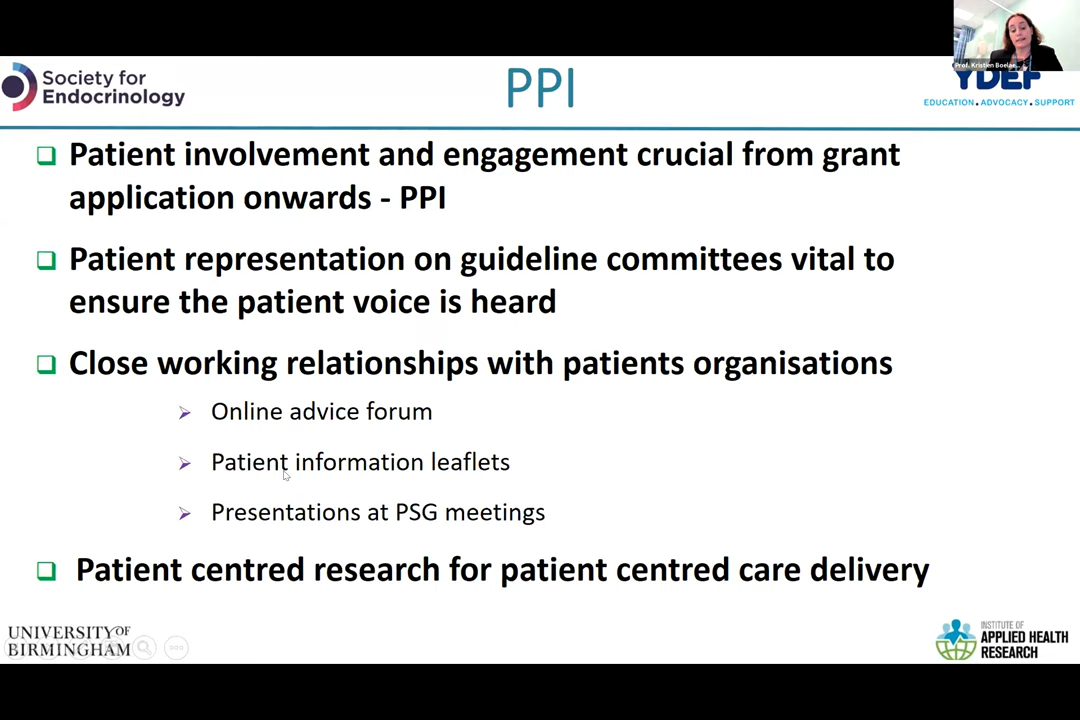 Prof. Kristien Boelae...
Society for
Endocrinology
PPI
YDEF
EDUCATION.ADVOCACY.SUPPORT
Patient involvement and engagement crucial from grant
application onwards - PPI
Patient representation on guideline committees vital to
ensure the patient voice is heard
Close working relationships with patients organisations
Online advice forum
Patient information leaflets
Presentations at PSG meetings
Patient centred research for patient centred care delivery
UNIVERSITY OF
BIRMINGHAM
INSTITUTE OF
APPLIED HEALTH
RESEARCH